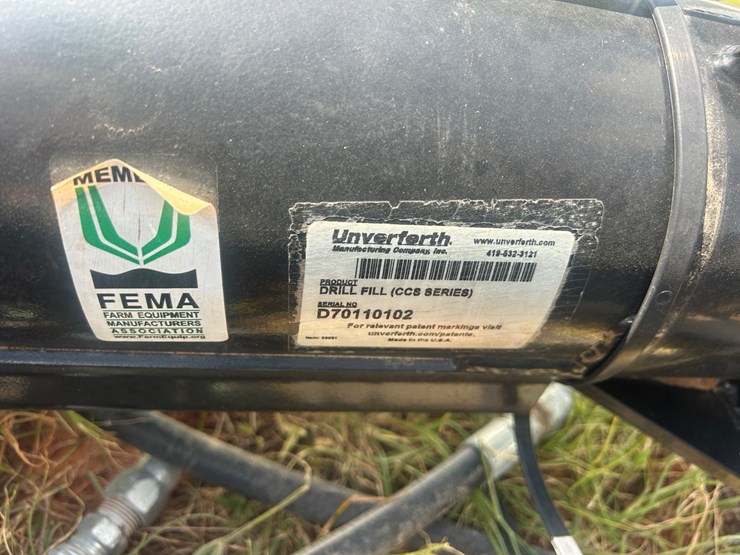 MEM
FEMA
FARM EQUIPMENT
MANUFACTURERS
ASSOCIATION
www.FarmEquip.org
Unverferth
Manufacturing Company, Inc.
www.unverferth.com
419-532-3121
PRODUCT
DRILL FILL (CCS SERIES)
SERIAL NO
D70110102
For relevant patent markings visit
unverferth.com/patents.
Made in the U.S.A.